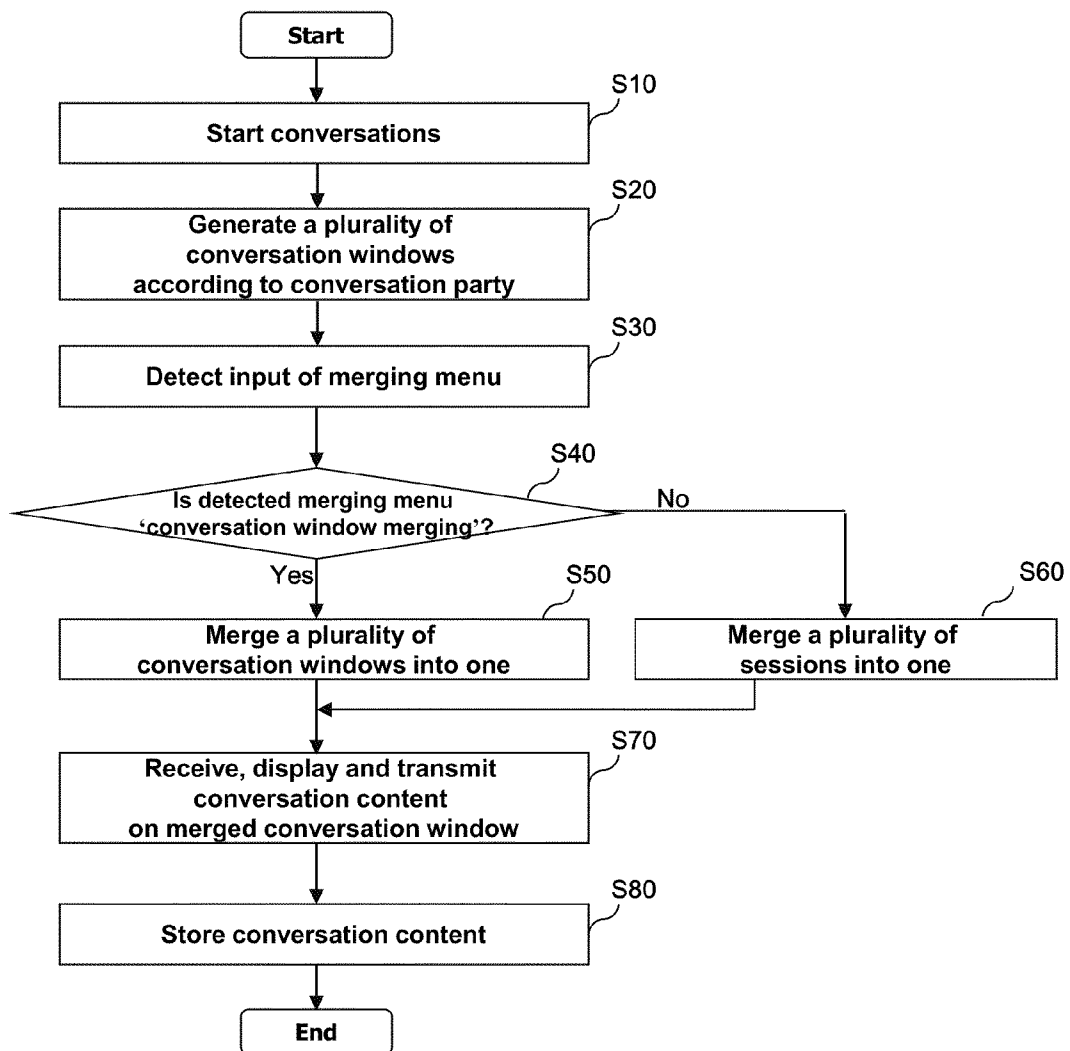 Start
S10
Start conversations
S20
Generate a plurality of
conversation windows
according to conversation party
S30
Detect input of merging menu
S40
Is detected merging menu
‘conversation window merging’?
No
Yes
S50
Merge a plurality of
conversation windows into one
S60
Merge a plurality of
sessions into one
S70
Receive, display and transmit
conversation content
on merged conversation window
S80
Store conversation content
End